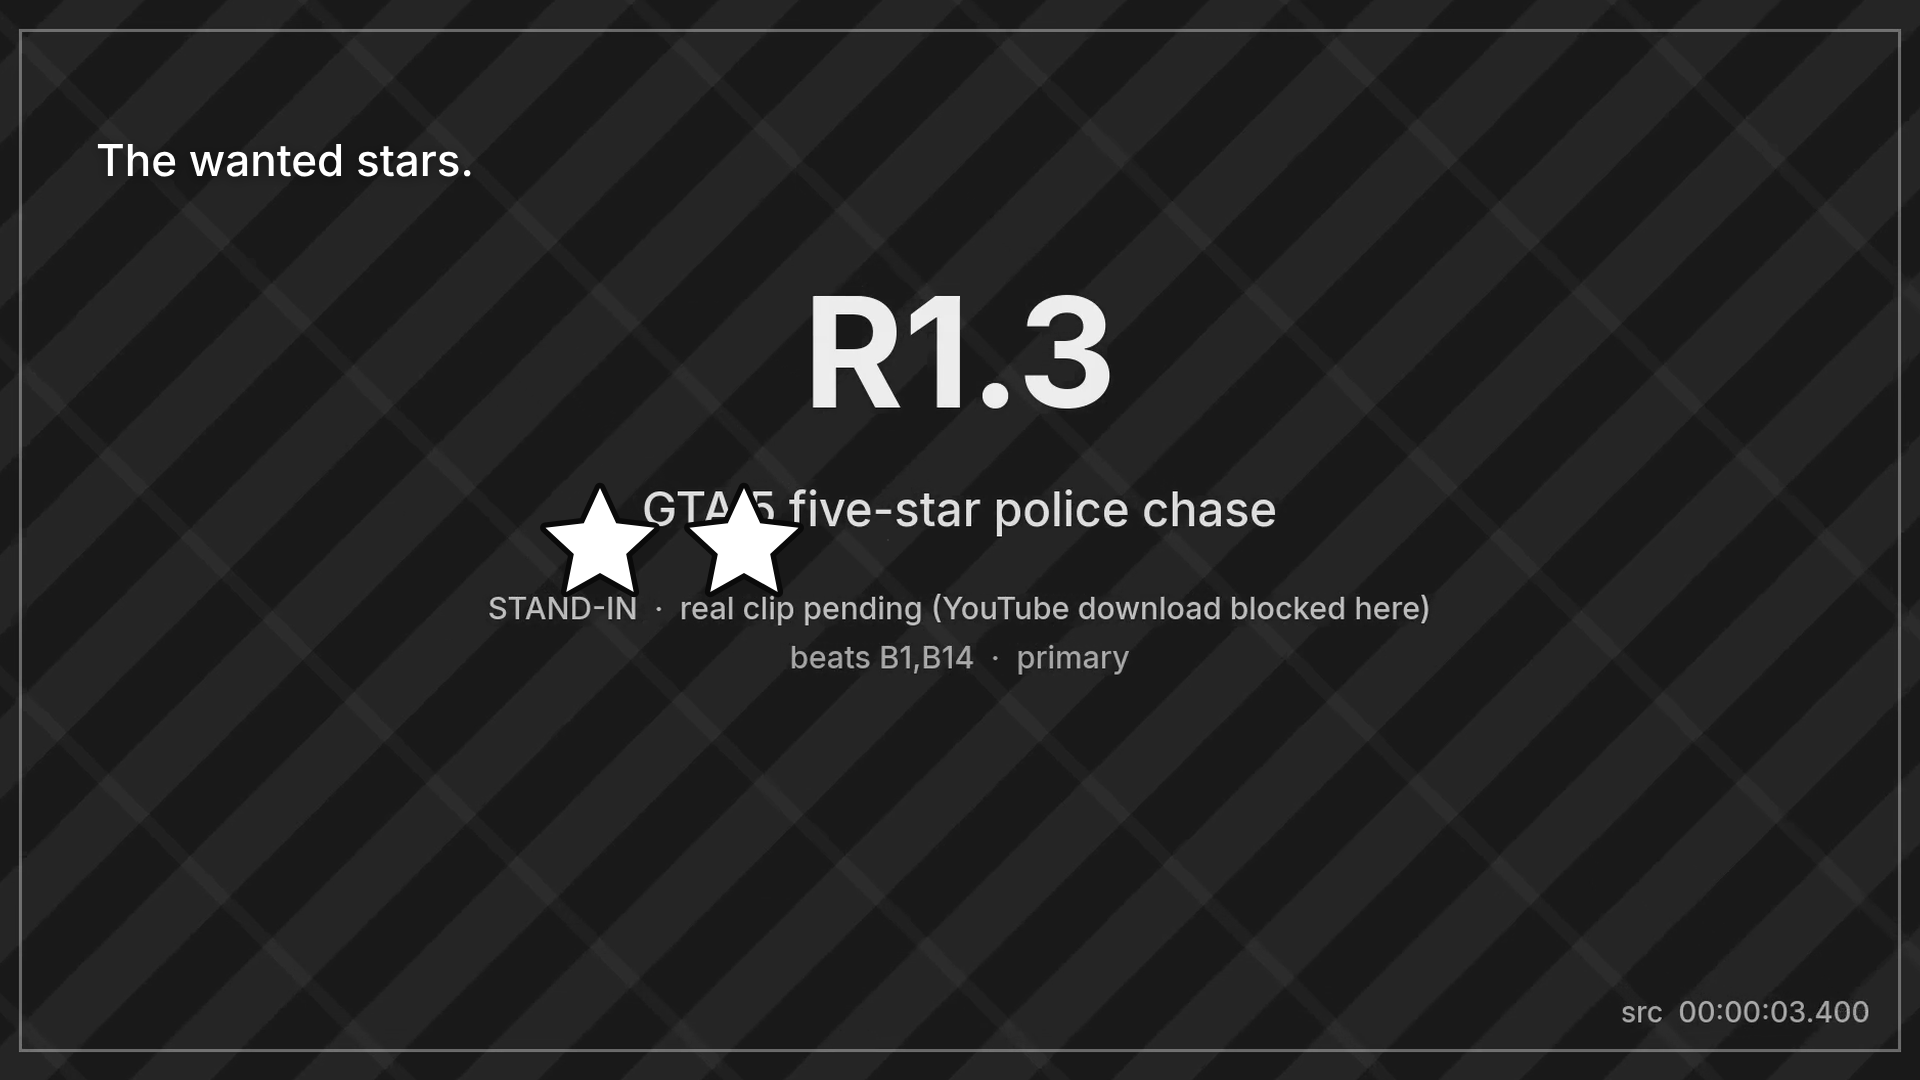 The wanted stars.
R1.3
GTA 5 five-star police chase
STAND-IN · real clip pending (YouTube download blocked here)
beats B1,B14 · primary
src 00:00:03.400